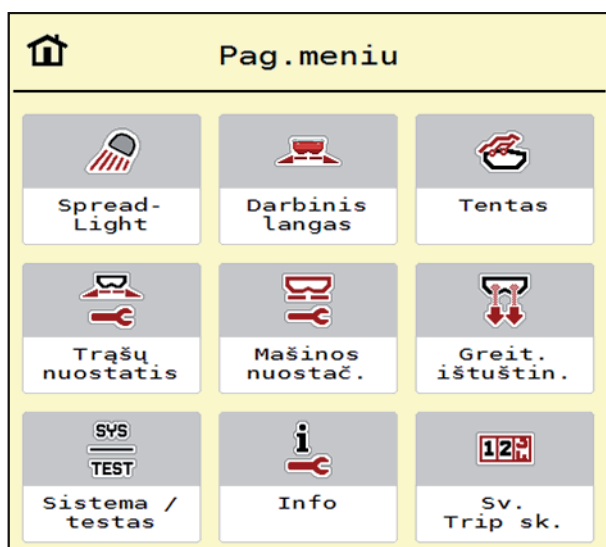 Pag.meniu
Spread-
Light
Darbinis
langas
Tentas
Trąšų
nuostatis
Mašinos
nuostač.
Greit.
ištuštin.
SYS
TEST
i
123
Sistema /
testas
Info
Sv.
Trip sk.